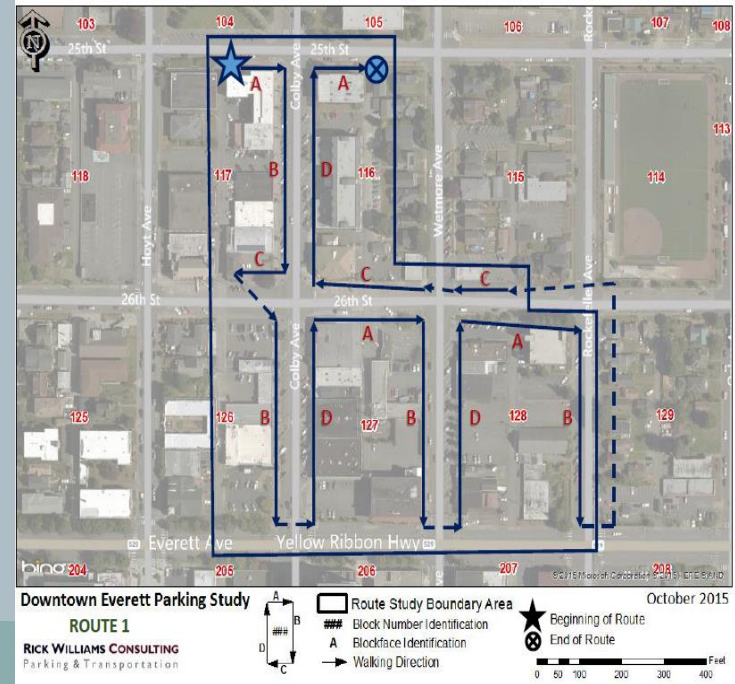 103 104 105 106 107 108
N
25th St 25th St
A A
Colby Ave
113
118 117 B D 116 115 114
Hoyt Ave Wetmore Ave
C C C
26th St 26th St
Rockefeller Ave
A A
Colby Ave
125 126 B D 127 B D 128 B 129
Everett Ave Yellow Ribbon Hwy
bing 204 205 206 207 208
Downtown Everett Parking Study
ROUTE 1
RICK WILLIAMS CONSULTING
Parking & Transportation
A
B
###
D
C
Route Study Boundary Area
### Block Number Identification
A Blockface Identification
Walking Direction
October 2015
Beginning of Route
End of Route
Feet
0 50 100 200 300 400